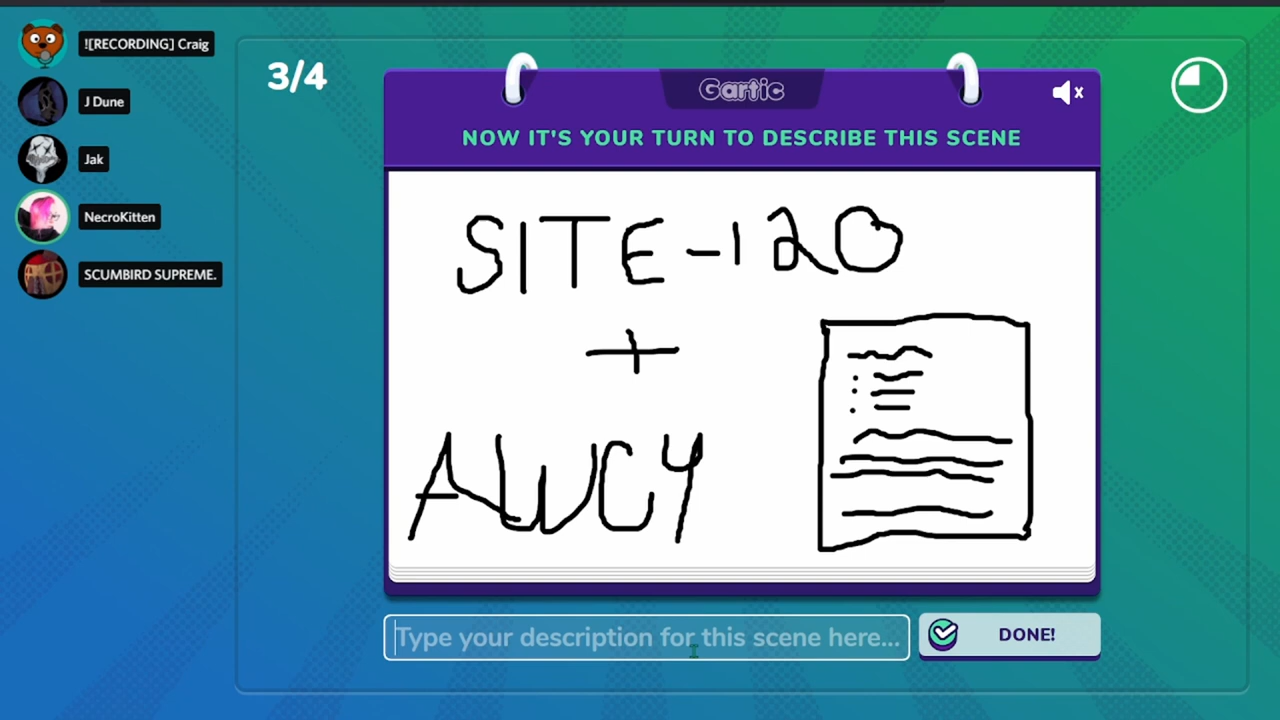 ![RECORDING] Craig
J Dune
Jak
NecroKitten
SCUMBIRD SUPREME.
3/4
Gartic
NOW IT'S YOUR TURN TO DESCRIBE THIS SCENE
SITE-120
+
AWCY
Type your description for this scene here...
DONE!